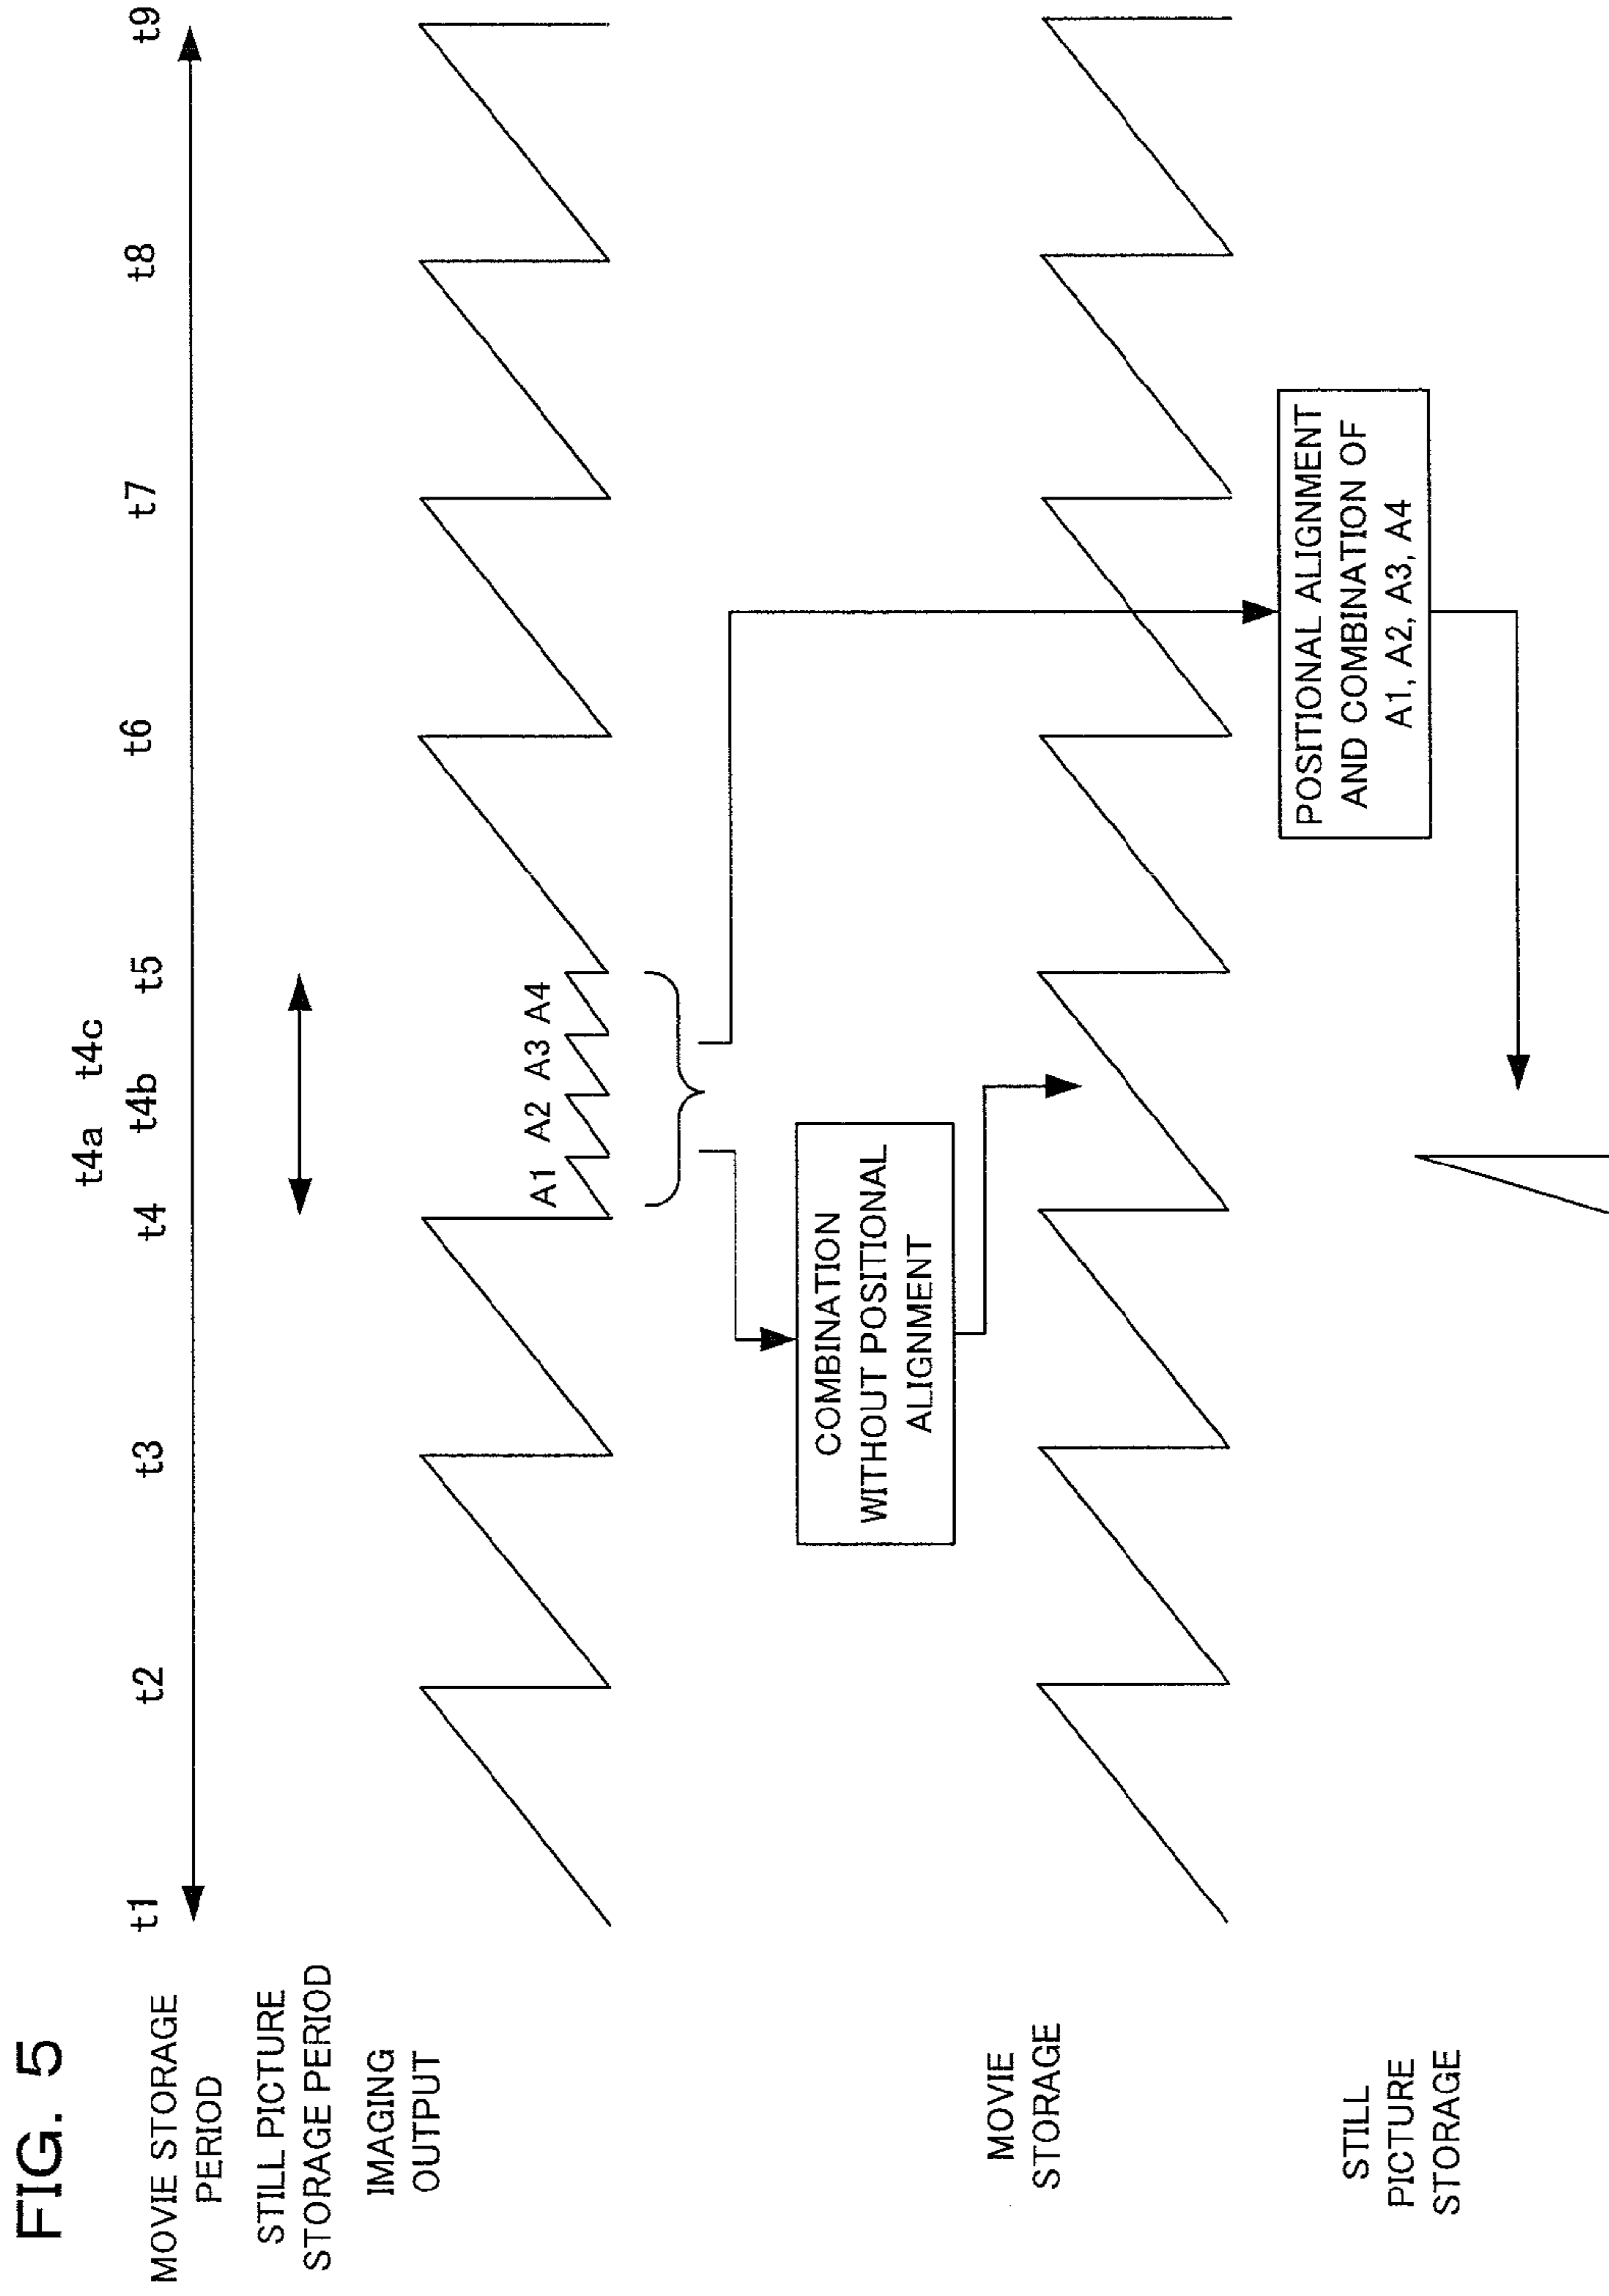 FIG. 5
MOVIE STORAGE
PERIOD
STILL PICTURE
STORAGE PERIOD
IMAGING
OUTPUT
MOVIE
STORAGE
STILL
PICTURE
STORAGE
t1
t2
t3
t4
t4a
t4b
t4c
t5
t6
t7
t8
t9
A1
A2
A3
A4
COMBINATION
WITHOUT POSITIONAL
ALIGNMENT
POSITIONAL ALIGNMENT
AND COMBINATION OF
A1, A2, A3, A4